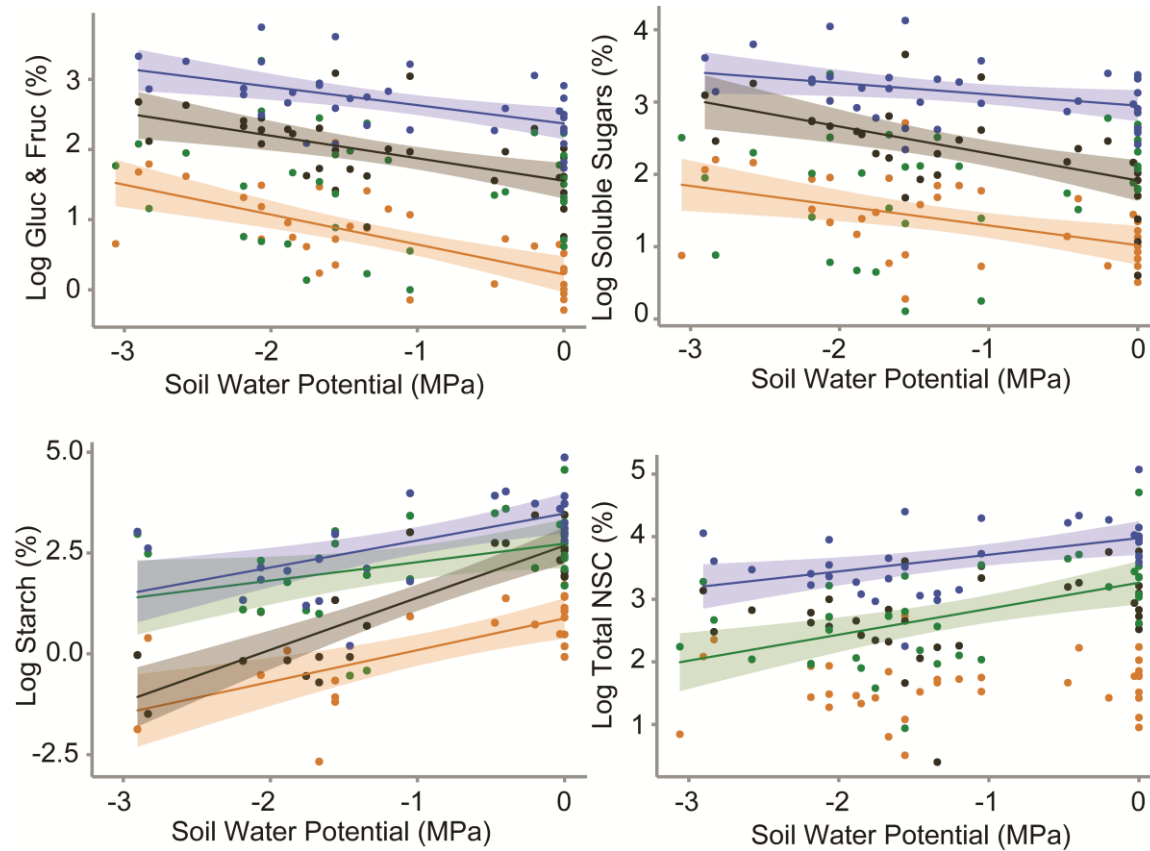 Log Gluc & Fruc (%)
3
2
1
0
-3 -2 -1 0
Soil Water Potential (MPa)
Log Soluble Sugars (%)
4
3
2
1
0
-3 -2 -1 0
Soil Water Potential (MPa)
Log Starch (%)
5.0
2.5
0.0
-2.5
-3 -2 -1 0
Soil Water Potential (MPa)
Log Total NSC (%)
5
4
3
2
1
-3 -2 -1 0
Soil Water Potential (MPa)